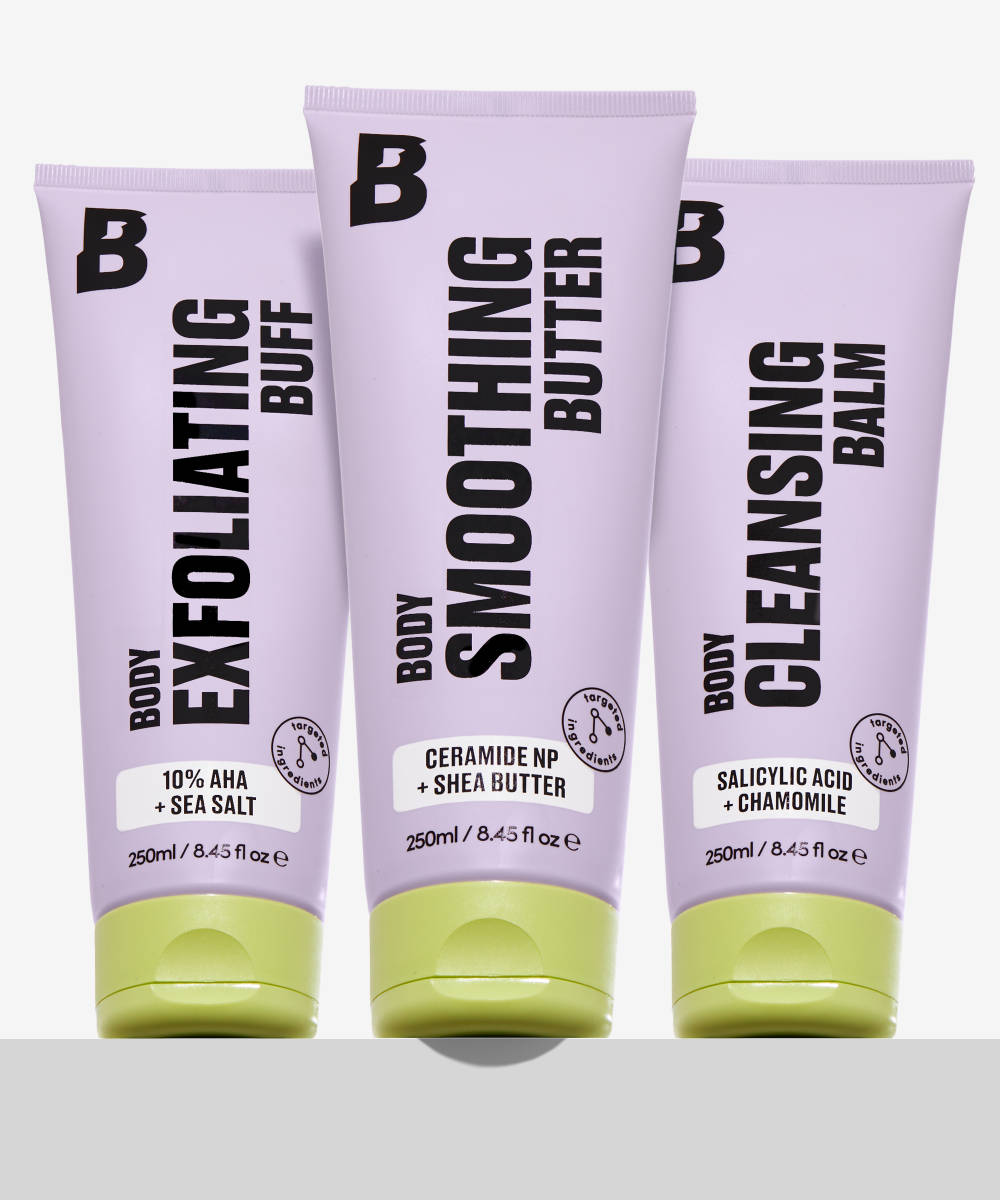 B
BODY
EXFOLIATING
BUFF
10% AHA
+ SEA SALT
targeted
ingredients
250ml / 8.45 fl oz ℮
B
BODY
SMOOTHING
BUTTER
CERAMIDE NP
+ SHEA BUTTER
targeted
ingredients
250ml / 8.45 fl oz ℮
B
BODY
CLEANSING
BALM
SALICYLIC ACID
+ CHAMOMILE
targeted
ingredients
250ml / 8.45 fl oz ℮